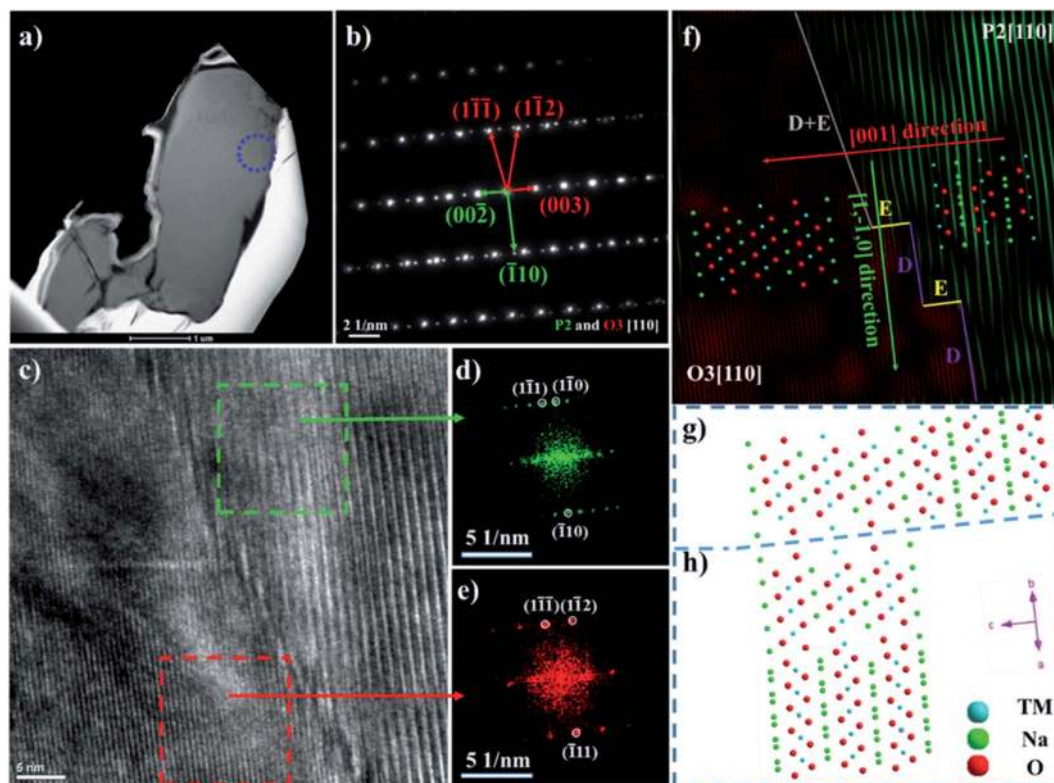 a)
1 um
b)
(11̅1̅)
(11̅2)
(002̅)
(003)
(1̅10)
2 1/nm
P2 and O3 [110]
c)
5 nm
d)
(11̅1)
(11̅0)
(1̅10)
5 1/nm
e)
(11̅1̅)
(11̅2)
(1̅11)
5 1/nm
f)
P2[110]
D+E
[001] direction
[1,-1,0] direction
E
D
E
D
O3[110]
g)
h)
b
c
a
TM
Na
O